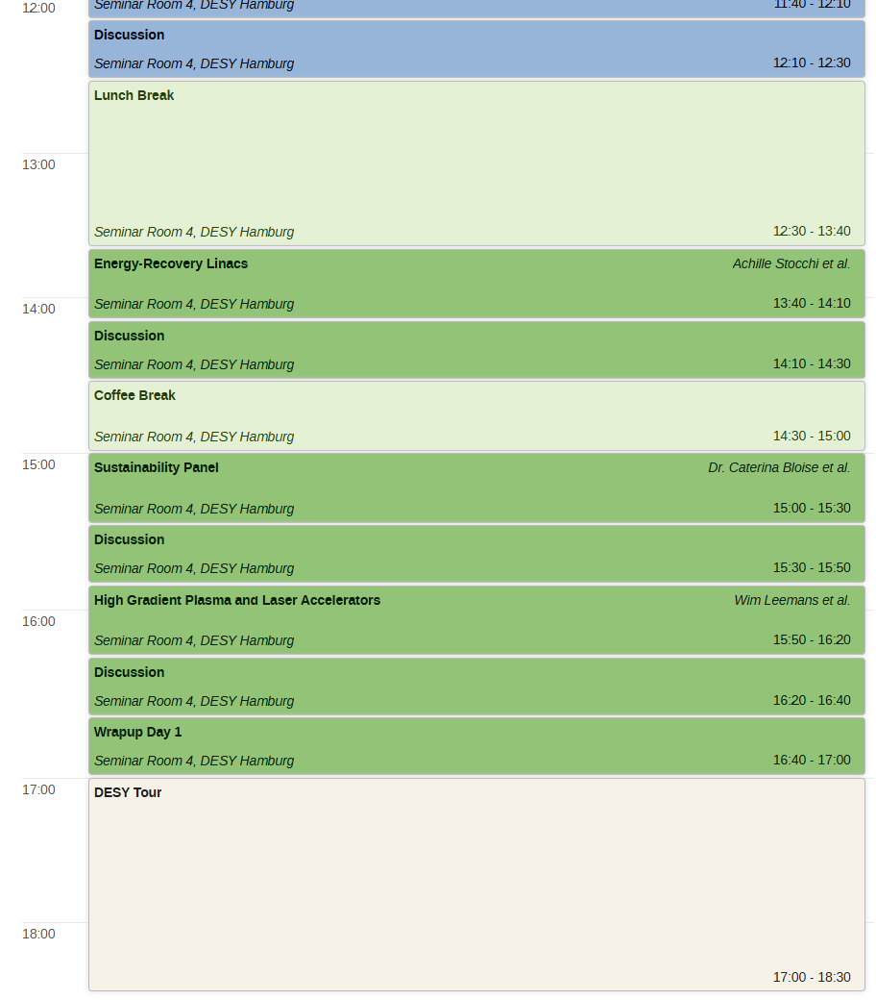 12:00
Seminar Room 4, DESY Hamburg 11:40 - 12:10
Discussion
Seminar Room 4, DESY Hamburg 12:10 - 12:30
Lunch Break
13:00
Seminar Room 4, DESY Hamburg 12:30 - 13:40
Energy-Recovery Linacs Achille Stocchi et al.
Seminar Room 4, DESY Hamburg 13:40 - 14:10
14:00
Discussion
Seminar Room 4, DESY Hamburg 14:10 - 14:30
Coffee Break
Seminar Room 4, DESY Hamburg 14:30 - 15:00
15:00
Sustainability Panel Dr. Caterina Bloise et al.
Seminar Room 4, DESY Hamburg 15:00 - 15:30
Discussion
Seminar Room 4, DESY Hamburg 15:30 - 15:50
High Gradient Plasma and Laser Accelerators Wim Leemans et al.
16:00
Seminar Room 4, DESY Hamburg 15:50 - 16:20
Discussion
Seminar Room 4, DESY Hamburg 16:20 - 16:40
Wrapup Day 1
Seminar Room 4, DESY Hamburg 16:40 - 17:00
17:00
DESY Tour
18:00
17:00 - 18:30